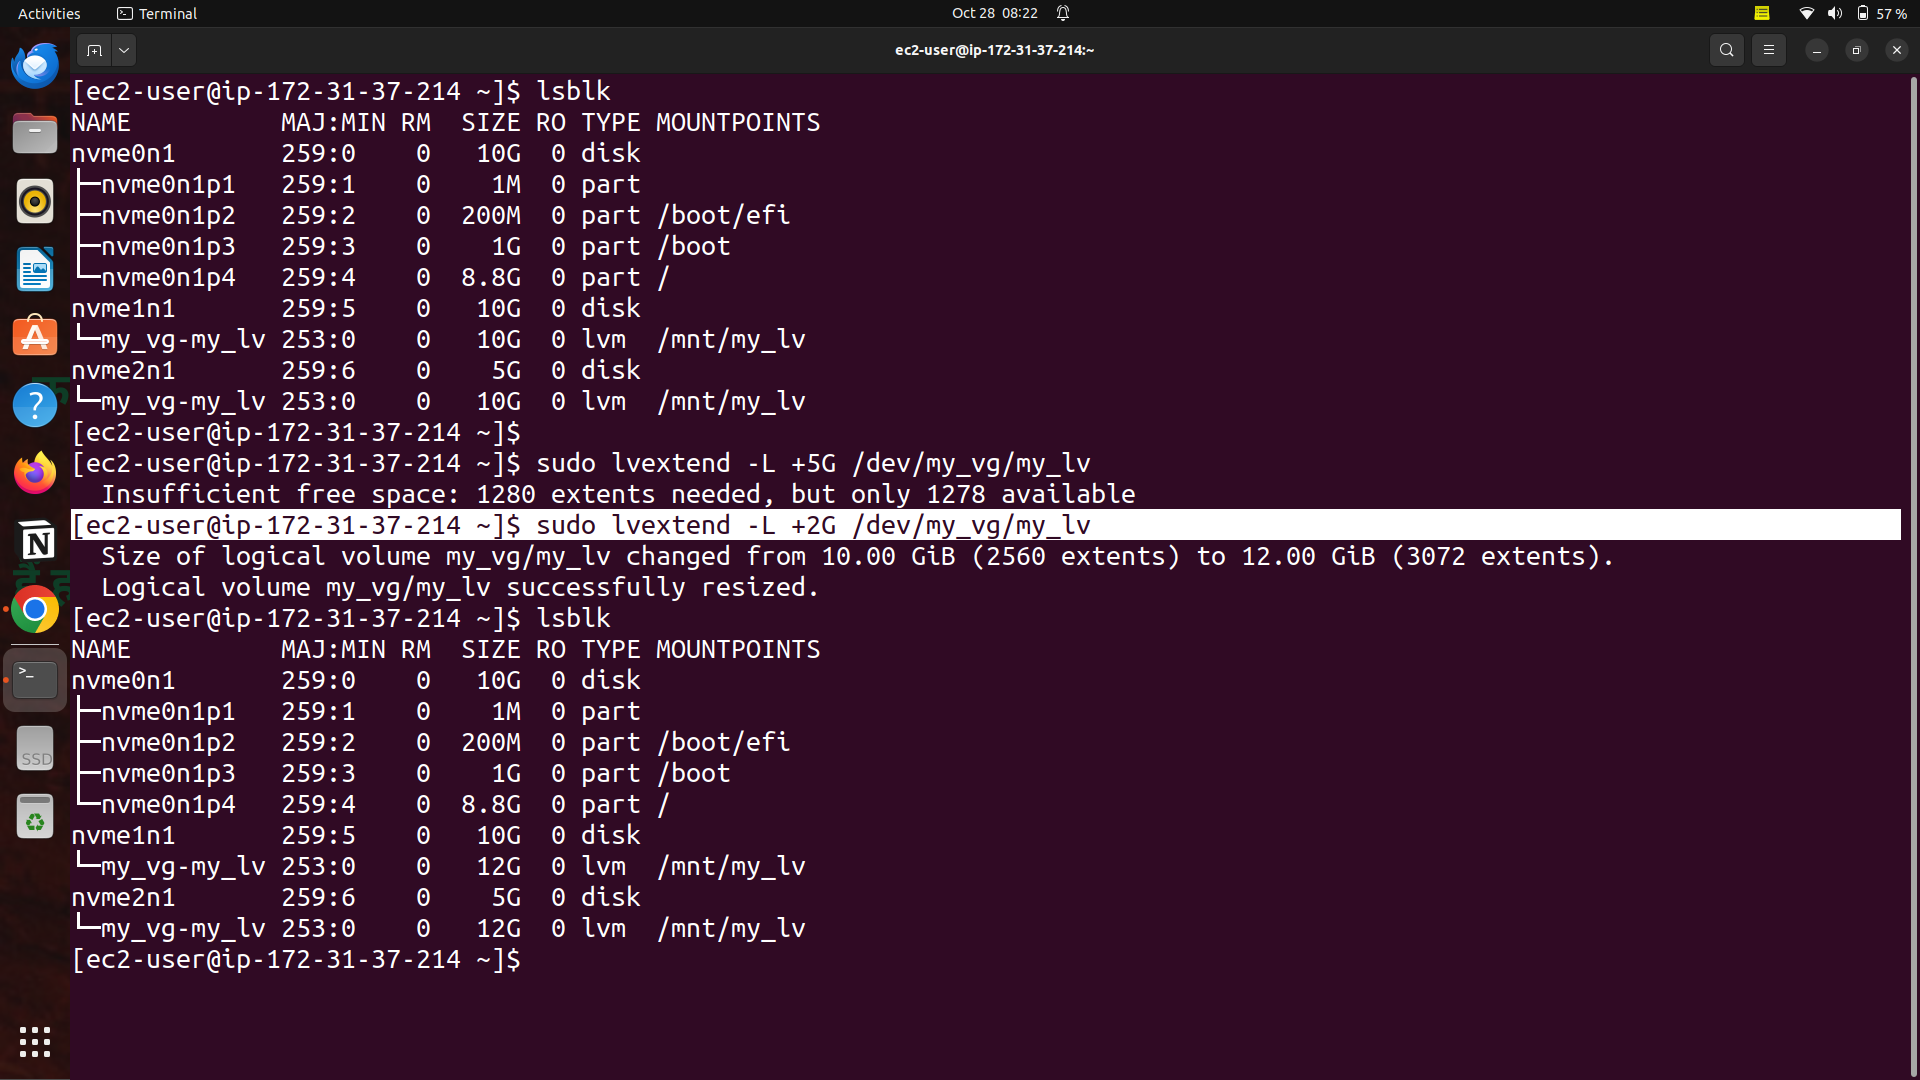 Activities Terminal Oct 28 08:22 57 %
ec2-user@ip-172-31-37-214:~
[ec2-user@ip-172-31-37-214 ~]$ lsblk
NAME MAJ:MIN RM SIZE RO TYPE MOUNTPOINTS
nvme0n1 259:0 0 10G 0 disk
├─nvme0n1p1 259:1 0 1M 0 part
├─nvme0n1p2 259:2 0 200M 0 part /boot/efi
├─nvme0n1p3 259:3 0 1G 0 part /boot
└─nvme0n1p4 259:4 0 8.8G 0 part /
nvme1n1 259:5 0 10G 0 disk
└─my_vg-my_lv 253:0 0 10G 0 lvm /mnt/my_lv
nvme2n1 259:6 0 5G 0 disk
└─my_vg-my_lv 253:0 0 10G 0 lvm /mnt/my_lv
[ec2-user@ip-172-31-37-214 ~]$
[ec2-user@ip-172-31-37-214 ~]$ sudo lvextend -L +5G /dev/my_vg/my_lv
Insufficient free space: 1280 extents needed, but only 1278 available
[ec2-user@ip-172-31-37-214 ~]$ sudo lvextend -L +2G /dev/my_vg/my_lv
Size of logical volume my_vg/my_lv changed from 10.00 GiB (2560 extents) to 12.00 GiB (3072 extents).
Logical volume my_vg/my_lv successfully resized.
[ec2-user@ip-172-31-37-214 ~]$ lsblk
NAME MAJ:MIN RM SIZE RO TYPE MOUNTPOINTS
nvme0n1 259:0 0 10G 0 disk
├─nvme0n1p1 259:1 0 1M 0 part
├─nvme0n1p2 259:2 0 200M 0 part /boot/efi
├─nvme0n1p3 259:3 0 1G 0 part /boot
└─nvme0n1p4 259:4 0 8.8G 0 part /
nvme1n1 259:5 0 10G 0 disk
└─my_vg-my_lv 253:0 0 12G 0 lvm /mnt/my_lv
nvme2n1 259:6 0 5G 0 disk
└─my_vg-my_lv 253:0 0 12G 0 lvm /mnt/my_lv
[ec2-user@ip-172-31-37-214 ~]$
SSD